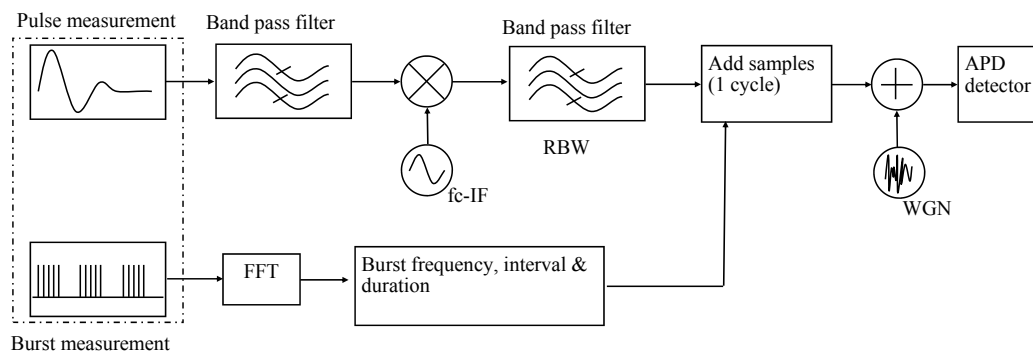 Pulse measurement
Band pass filter
Band pass filter
Add samples
(1 cycle)
APD
detector
RBW
fc-IF
WGN
FFT
Burst frequency, interval &
duration
Burst measurement